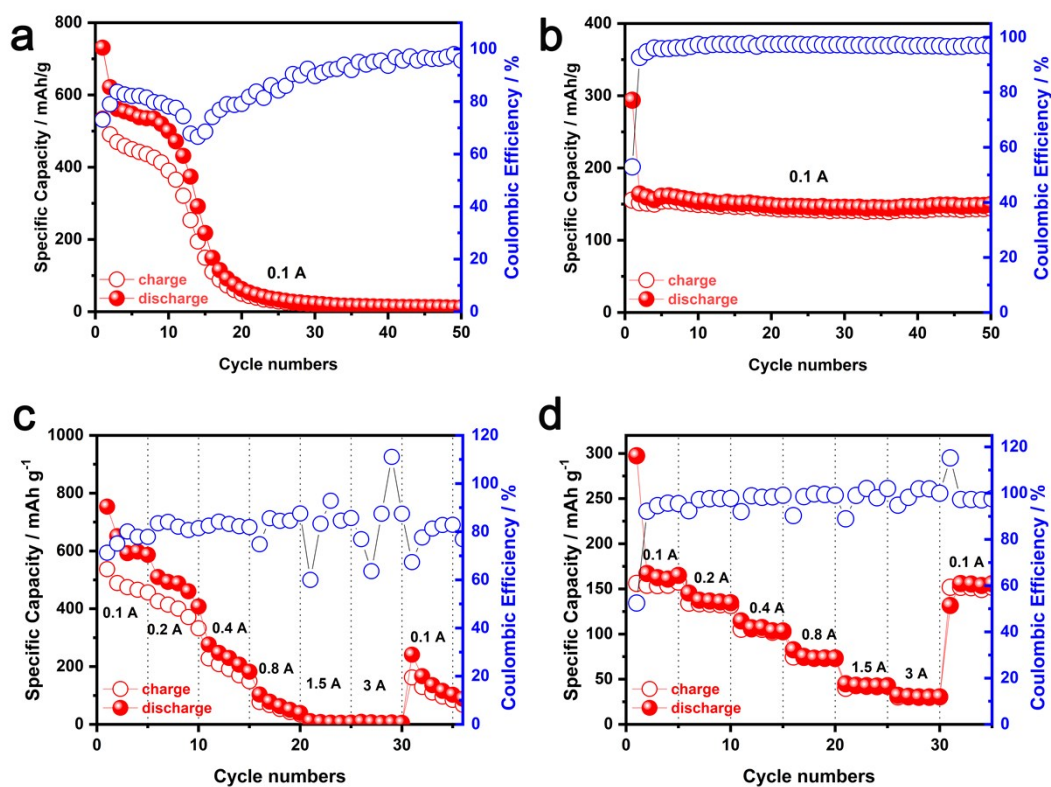 a
800
600
400
200
0
Specific Capacity / mAh/g
0 10 20 30 40 50
Cycle numbers
100
80
60
40
20
0
Coulombic Efficiency / %
0.1 A
charge
discharge
b
400
300
200
100
0
Specific Capacity / mAh/g
0 10 20 30 40 50
Cycle numbers
100
80
60
40
20
0
Coulombic Efficiency / %
0.1 A
charge
discharge
c
1000
800
600
400
200
0
Specific Capacity / mAh g⁻¹
0 10 20 30
Cycle numbers
120
100
80
60
40
20
0
Coulombic Efficiency / %
0.1 A
0.2 A
0.4 A
0.8 A
1.5 A
3 A
0.1 A
charge
discharge
d
300
250
200
150
100
50
0
Specific Capacity / mAh g⁻¹
0 10 20 30
Cycle numbers
120
100
80
60
40
20
0
Coulombic Efficiency / %
0.1 A
0.2 A
0.4 A
0.8 A
1.5 A
3 A
0.1 A
charge
discharge